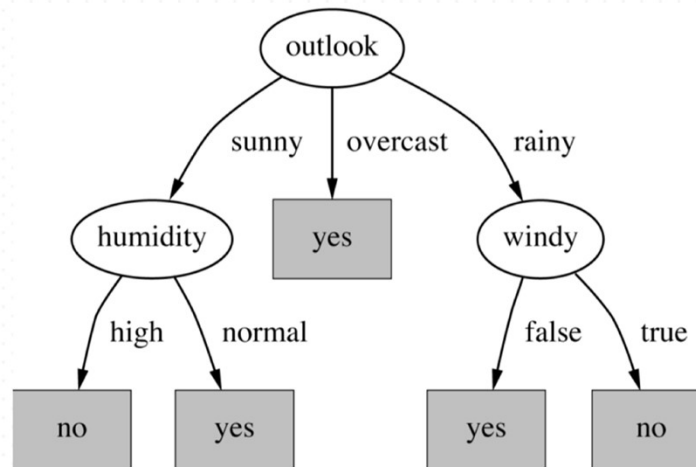 outlook
sunny overcast rainy
humidity yes windy
high normal false true
no yes yes no